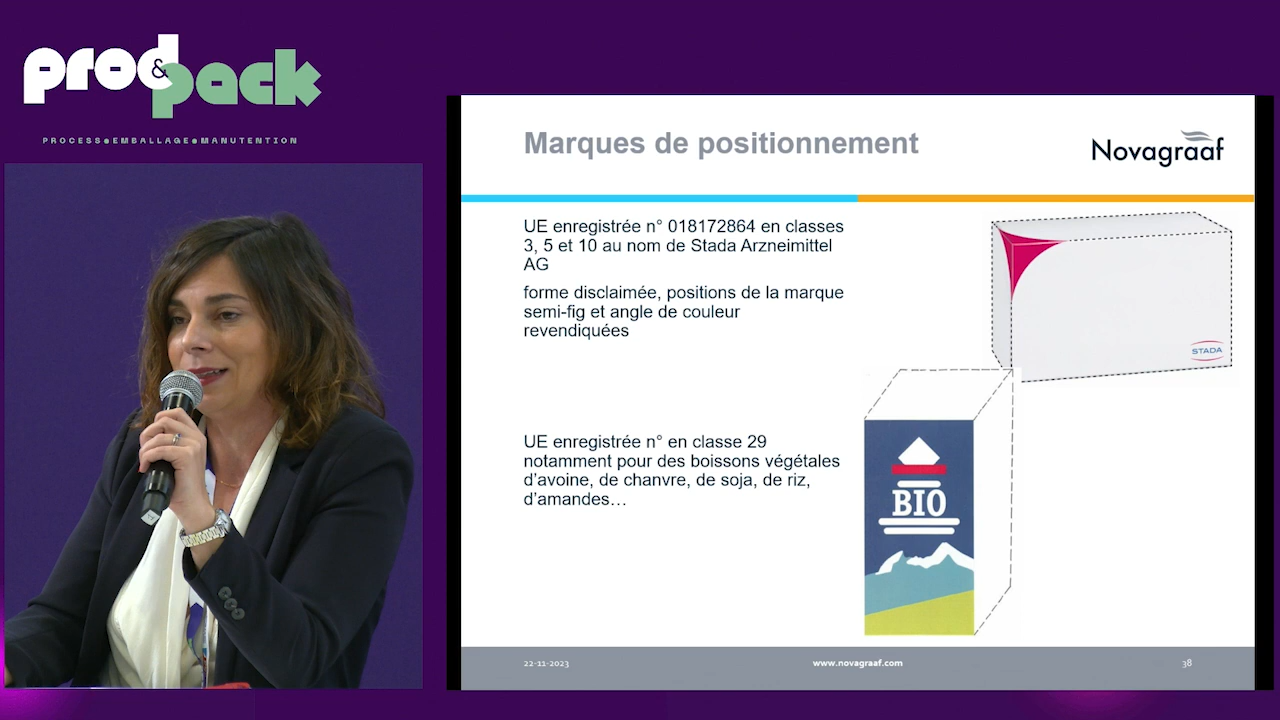 prod&pack
PROCESS●EMBALLAGE●MANUTENTION
Marques de positionnement
Novagraaf
UE enregistrée n° 018172864 en classes
3, 5 et 10 au nom de Stada Arzneimittel
AG
forme disclaimée, positions de la marque
semi-fig et angle de couleur
revendiquées
STADA
UE enregistrée n° en classe 29
notamment pour des boissons végétales
d’avoine, de chanvre, de soja, de riz,
d’amandes…
BIO
22-11-2023
www.novagraaf.com
38